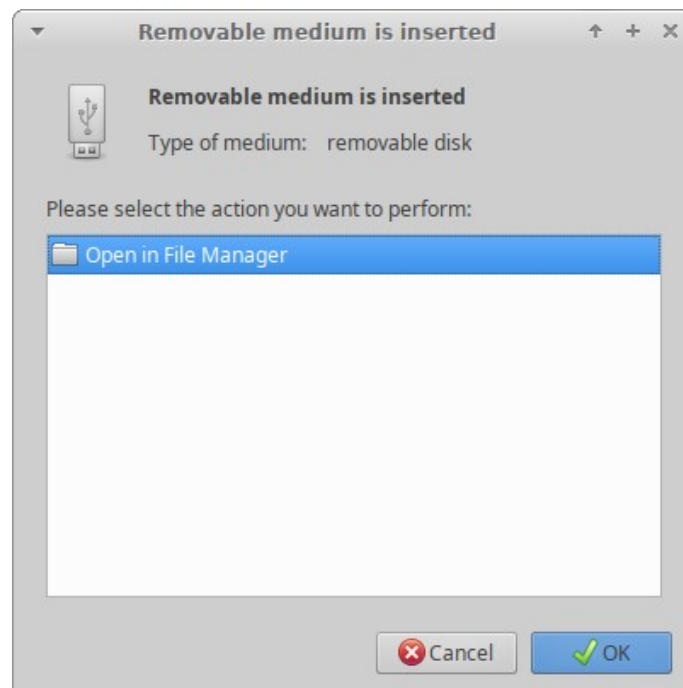 Removable medium is inserted
Removable medium is inserted
Type of medium: removable disk
Please select the action you want to perform:
Open in File Manager
Cancel OK